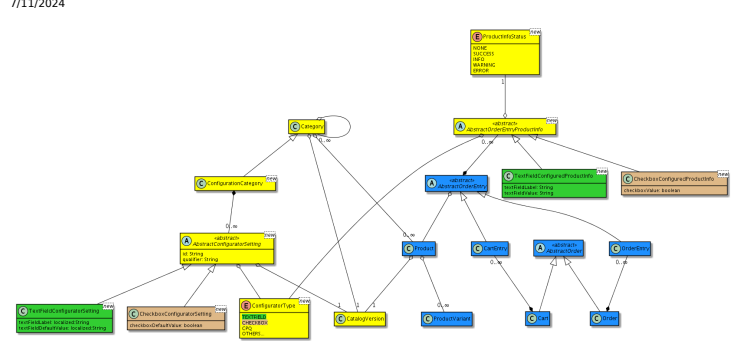 7/11/2024
new
E ProductInfoStatus
NONE
SUCCESS
INFO
WARNING
ERROR
1
C Category
0..∞
new
A «abstract»
AbstractOrderEntryProductInfo
0..∞
new
C ConfigurationCategory
A «abstract»
AbstractOrderEntry
new
C TextFieldConfiguredProductInfo
textFieldLabel: String
textFieldValue: String
new
C CheckboxConfiguredProductInfo
checkboxValue: boolean
0..∞
new
A «abstract»
AbstractConfiguratorSetting
id: String
qualifier: String
0..∞
C Product
C CartEntry
A «abstract»
AbstractOrder
C OrderEntry
0..∞
0..∞
new
C TextFieldConfiguratorSetting
textFieldLabel: localized:String
textFieldDefaultValue: localized:String
new
C CheckboxConfiguratorSetting
checkboxDefaultValue: boolean
new
E ConfiguratorType
TEXTFIELD
CHECKBOX
CPQ
OTHERS...
1
1
C CatalogVersion
0..∞
C ProductVariant
C Cart
C Order